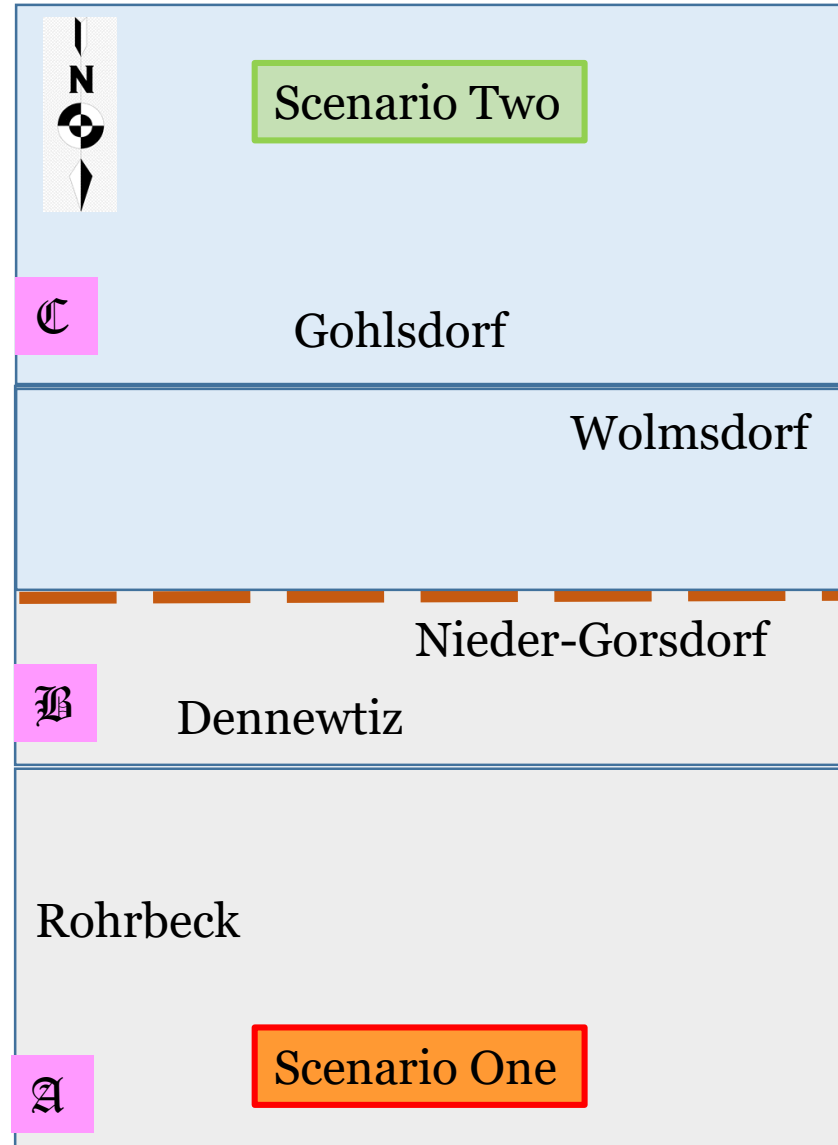 N
Scenario Two
ℭ
Gohlsdorf
Wolmsdorf
Nieder-Gorsdorf
𝔅
Dennewtiz
Rohrbeck
Scenario One
𝔄